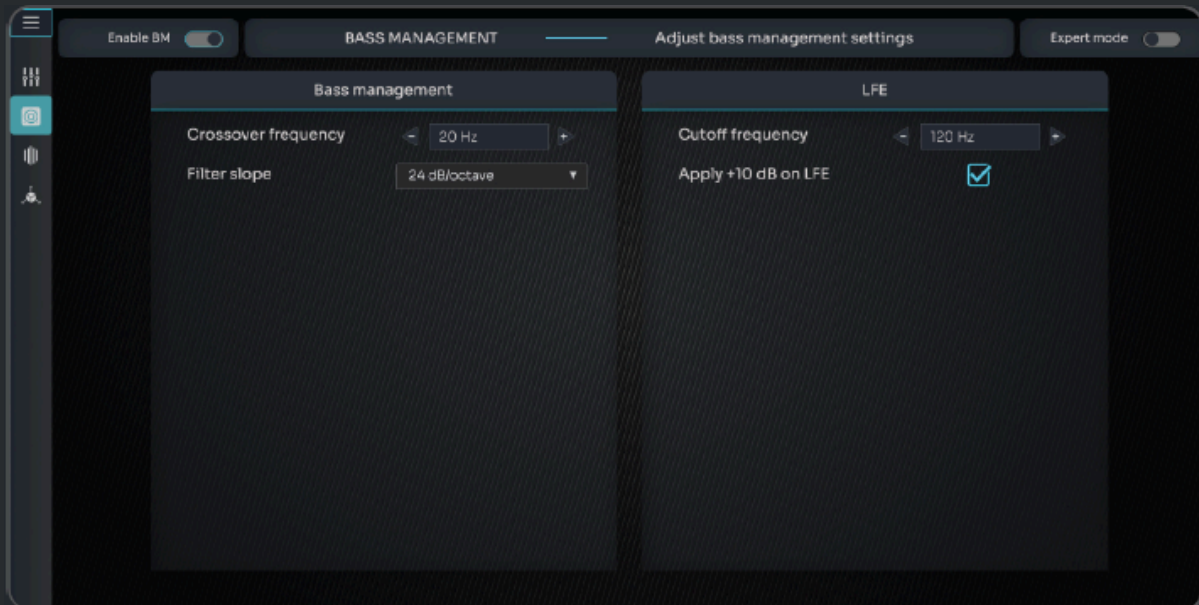 Enable BM
BASS MANAGEMENT
Adjust bass management settings
Expert mode
Bass management
LFE
Crossover frequency
- 20 Hz +
Cutoff frequency
- 120 Hz +
Filter slope
24 dB/octave
Apply +10 dB on LFE